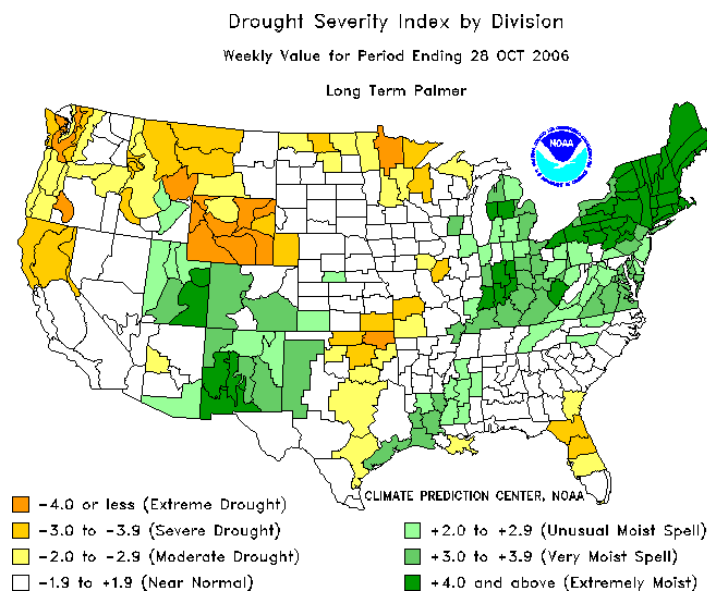 Drought Severity Index by Division
Weekly Value for Period Ending 28 OCT 2006
Long Term Palmer
NOAA
CLIMATE PREDICTION CENTER, NOAA
-4.0 or less (Extreme Drought)
-3.0 to -3.9 (Severe Drought)
-2.0 to -2.9 (Moderate Drought)
-1.9 to +1.9 (Near Normal)
+2.0 to +2.9 (Unusual Moist Spell)
+3.0 to +3.9 (Very Moist Spell)
+4.0 and above (Extremely Moist)